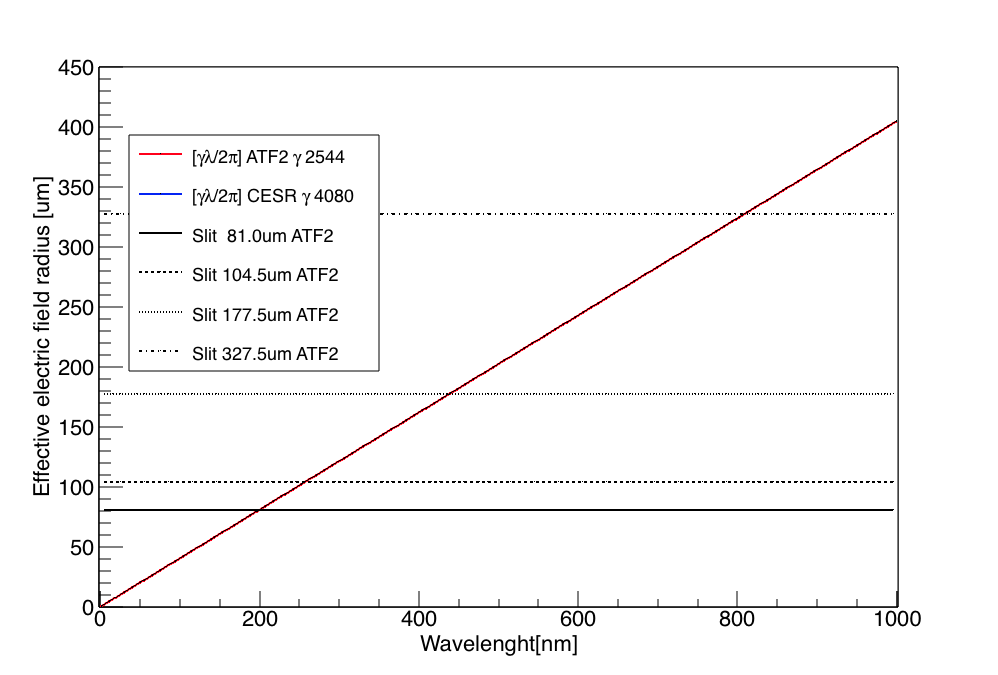 450
400
350
300
250
200
150
100
50
0
Effective electric field radius [um]
[γλ/2π] ATF2 γ 2544
[γλ/2π] CESR γ 4080
Slit 81.0um ATF2
Slit 104.5um ATF2
Slit 177.5um ATF2
Slit 327.5um ATF2
0 200 400 600 800 1000
Wavelenght[nm]